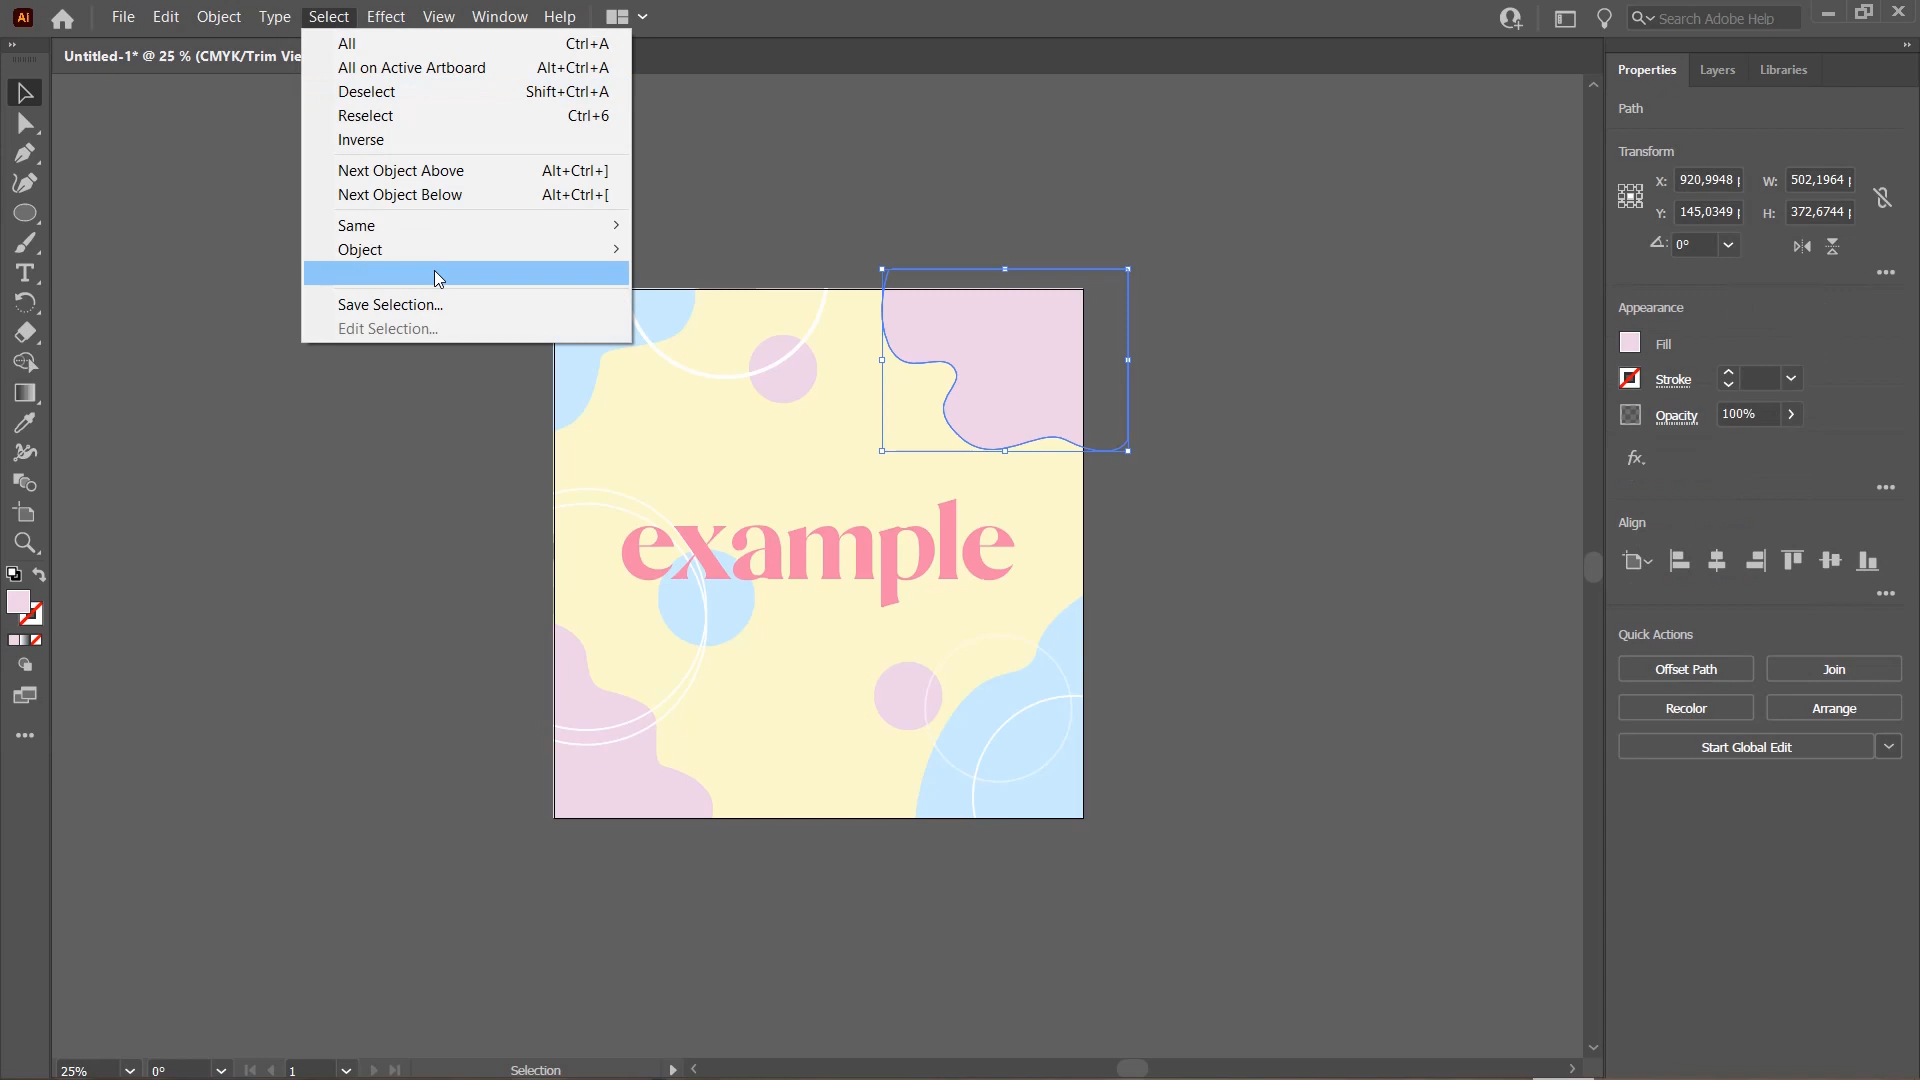 Ai
File Edit Object Type Select Effect View Window Help
Search Adobe Help
Untitled-1* @ 25 % (CMYK/Trim Vie
All Ctrl+A
All on Active Artboard Alt+Ctrl+A
Deselect Shift+Ctrl+A
Reselect Ctrl+6
Inverse
Next Object Above Alt+Ctrl+]
Next Object Below Alt+Ctrl+[
Same
Object
Save Selection...
Edit Selection...
Properties Layers Libraries
Path
Transform
X: 920,9948 W: 502,1964
Y: 145,0349 H: 372,6744
0°
Appearance
Fill
Stroke
Opacity 100%
fx.
Align
Quick Actions
Offset Path Join
Recolor Arrange
Start Global Edit
example
25% 0° 1 Selection